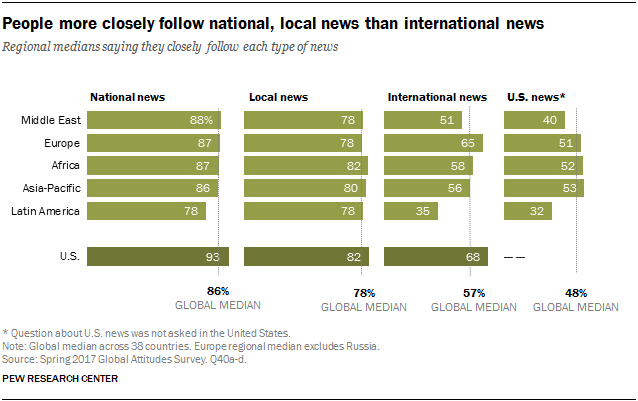 People more closely follow national, local news than international news
Regional medians saying they closely follow each type of news
National news Local news International news U.S. news*
Middle East 88% 78 51 40
Europe 87 78 65 51
Africa 87 82 58 52
Asia-Pacific 86 80 56 53
Latin America 78 78 35 32
U.S. 93 82 68 — —
86% 78% 57% 48%
GLOBAL MEDIAN GLOBAL MEDIAN GLOBAL MEDIAN GLOBAL MEDIAN
* Question about U.S. news was not asked in the United States.
Note: Global median across 38 countries. Europe regional median excludes Russia.
Source: Spring 2017 Global Attitudes Survey. Q40a-d.
PEW RESEARCH CENTER